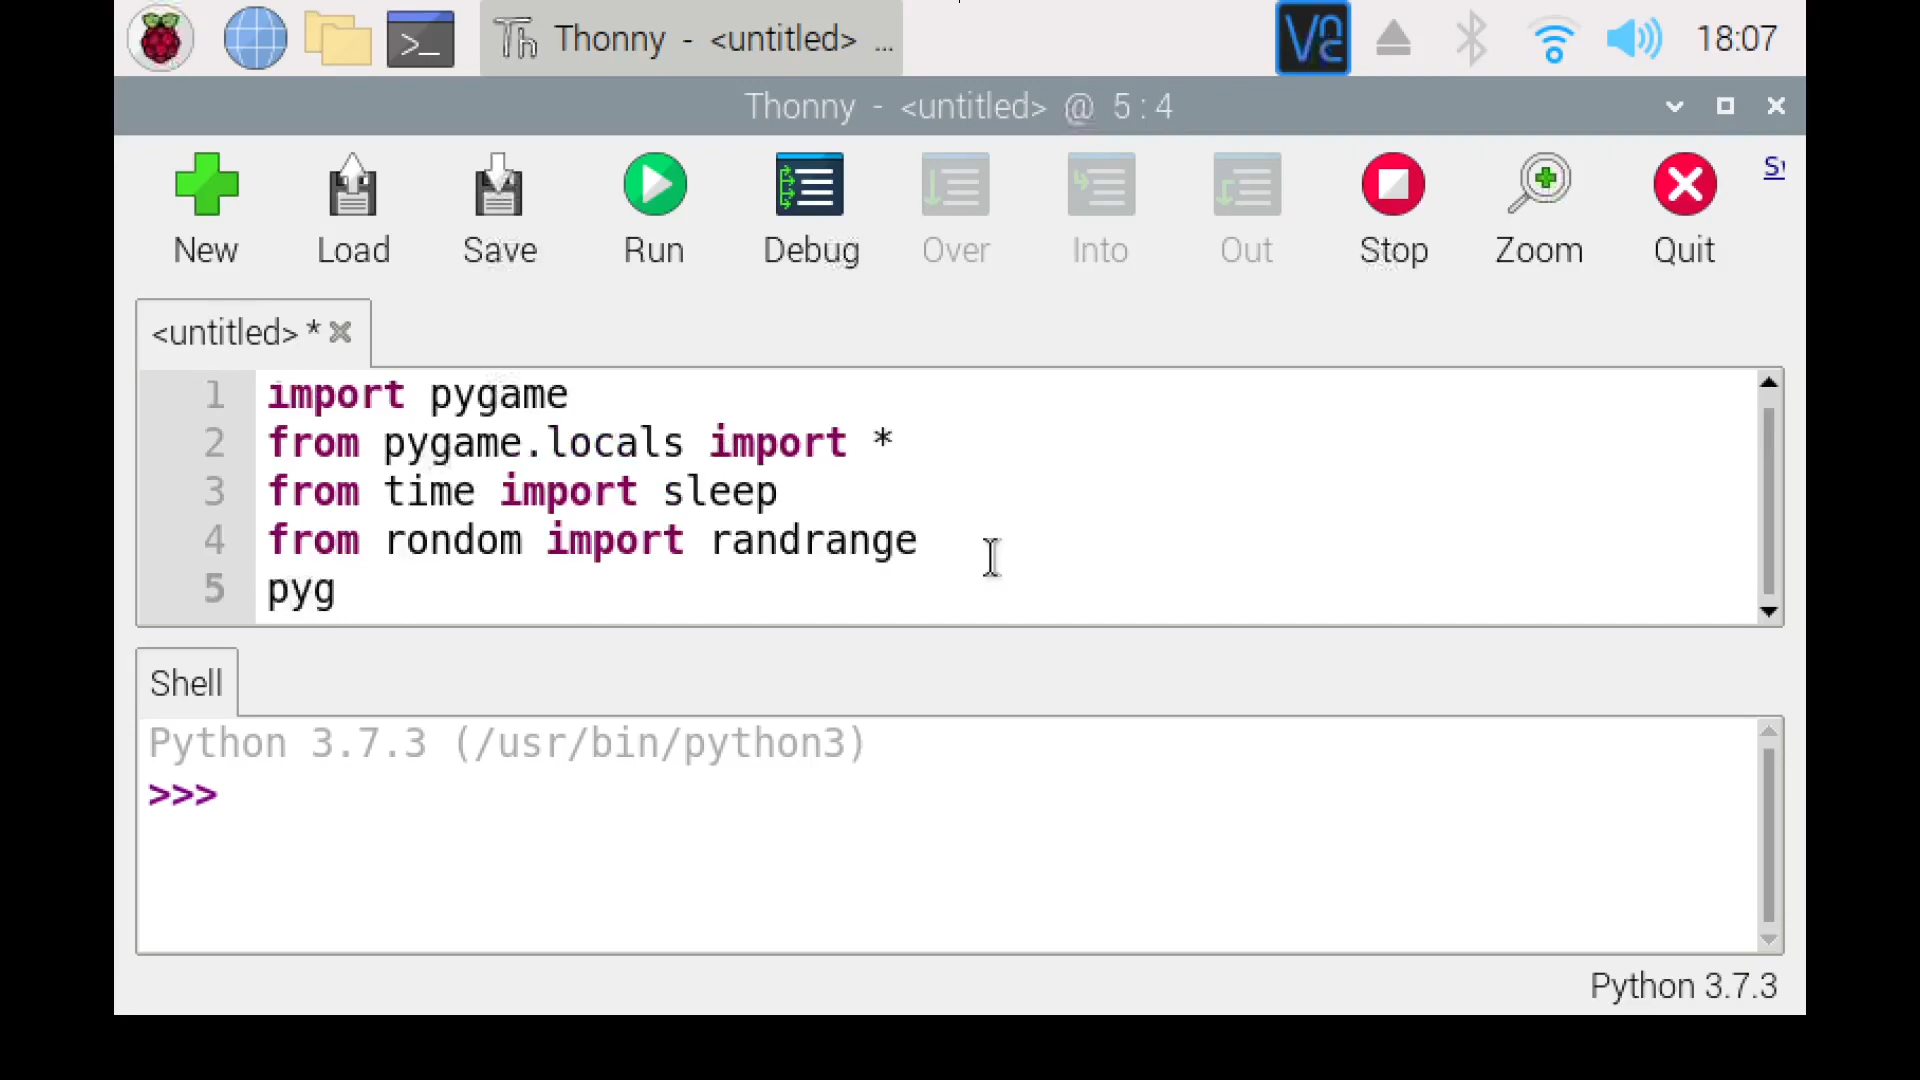 Thonny - <untitled> ...
18:07
Thonny - <untitled> @ 5:4
New Load Save Run Debug Over Into Out Stop Zoom Quit
<untitled> *
1 import pygame
2 from pygame.locals import *
3 from time import sleep
4 from rondom import randrange
5 pyg
Shell
Python 3.7.3 (/usr/bin/python3)
>>>
Python 3.7.3